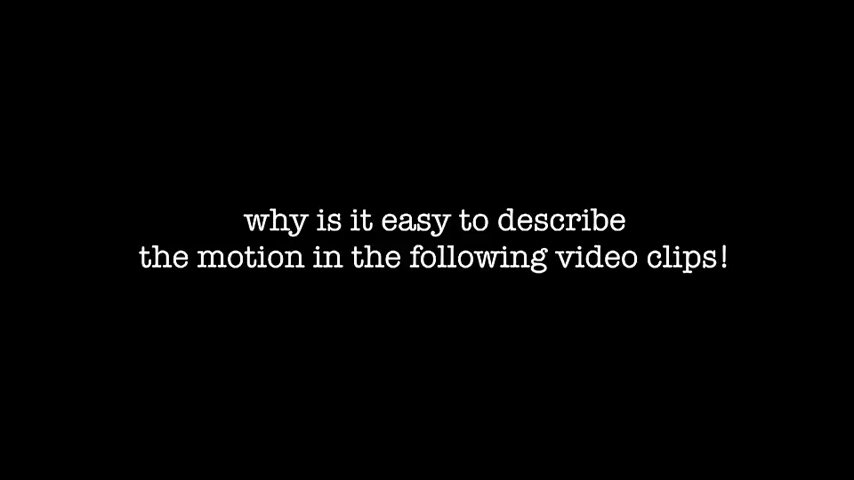 why is it easy to describe
the motion in the following video clips!